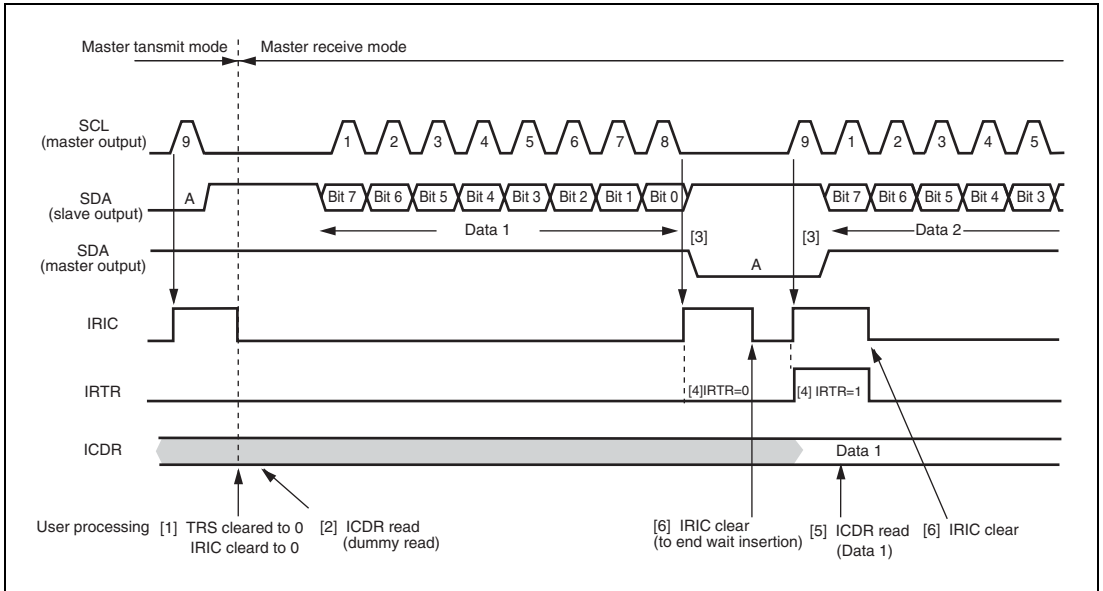 Master tansmit mode Master receive mode
SCL
(master output)
9 1 2 3 4 5 6 7 8 9 1 2 3 4 5
SDA
(slave output)
A Bit 7 Bit 6 Bit 5 Bit 4 Bit 3 Bit 2 Bit 1 Bit 0 Bit 7 Bit 6 Bit 5 Bit 4 Bit 3
Data 1 [3] [3] Data 2
SDA
(master output)
A
IRIC
IRTR
[4]IRTR=0 [4] IRTR=1
ICDR
Data 1
User processing [1] TRS cleared to 0
IRIC cleard to 0
[2] ICDR read
(dummy read)
[6] IRIC clear
(to end wait insertion)
[5] ICDR read
(Data 1)
[6] IRIC clear